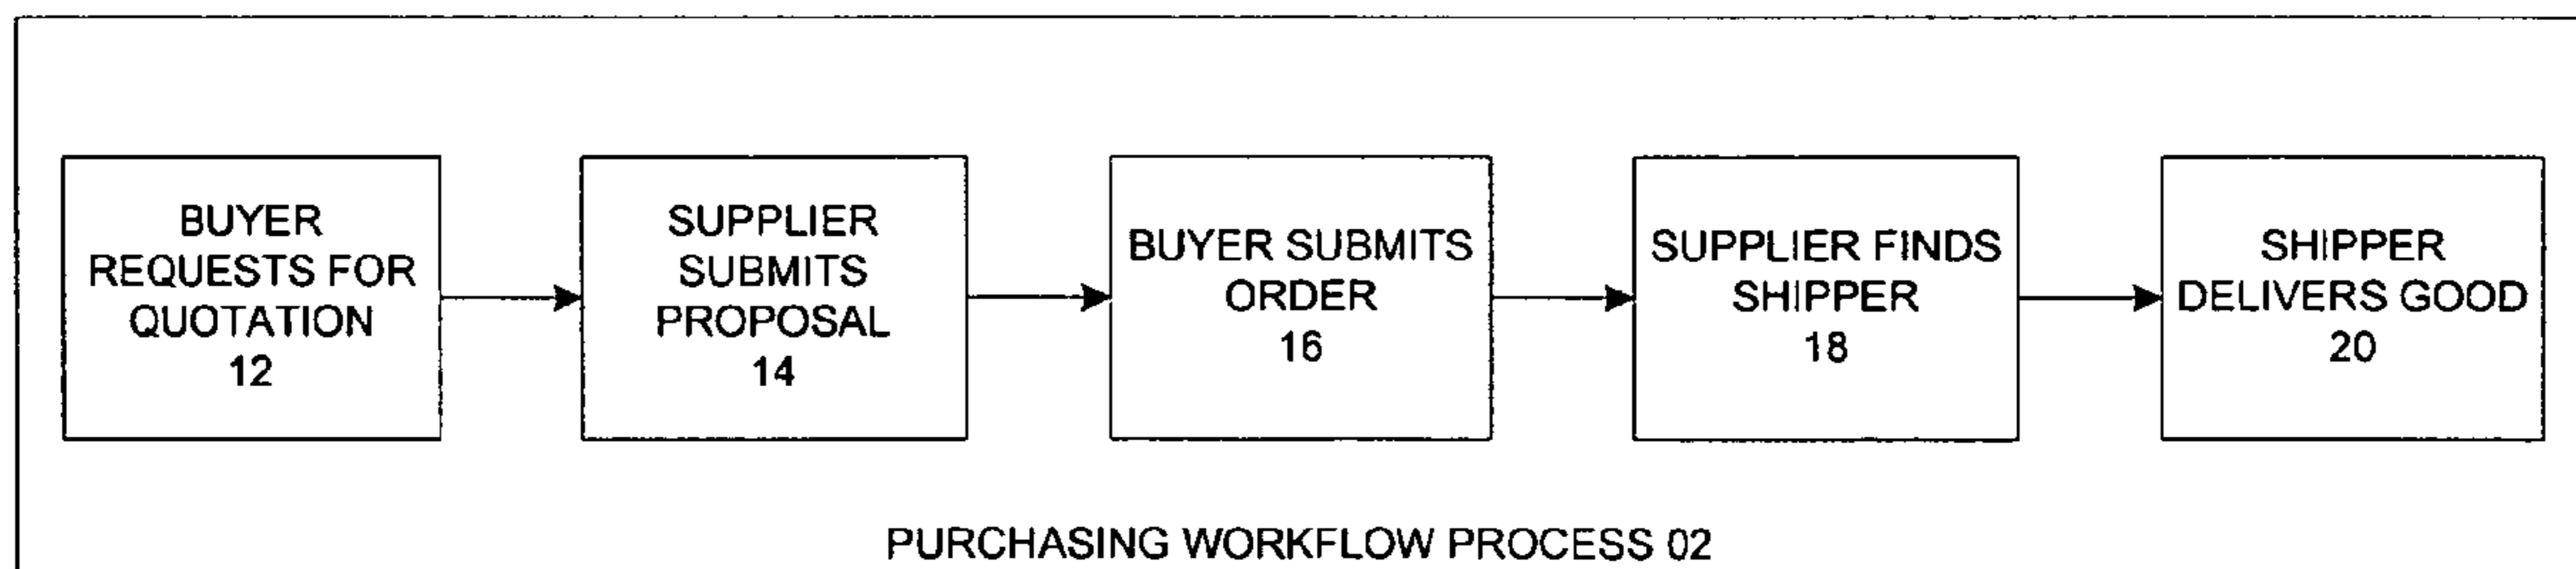 BUYER
REQUESTS FOR
QUOTATION
12
SUPPLIER
SUBMITS
PROPOSAL
14
BUYER SUBMITS
ORDER
16
SUPPLIER FINDS
SHIPPER
18
SHIPPER
DELIVERS GOOD
20
PURCHASING WORKFLOW PROCESS 02